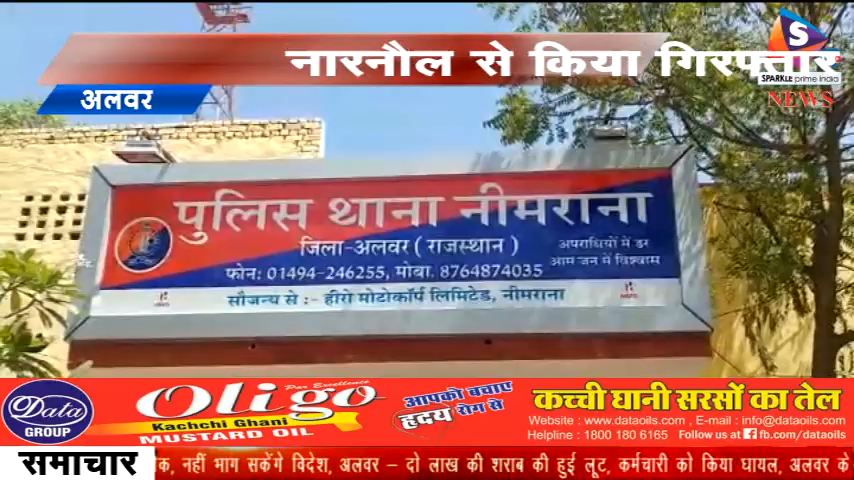 नारनौल से किया गिरफ्तार
S
SPARKLE prime india
NEWS
अलवर
पुलिस थाना नीमराना
जिला-अलवर ( राजस्थान )
अपराधियों में डर
आम जन में विश्वास
फोन: 01494-246255, मोबा. 8764874035
सौजन्य से :- हीरो मोटोकॉर्प लिमिटेड, नीमराना
Data
GROUP
Par Excellence
Oligo
Kachchi Ghani
MUSTARD OIL
आपको बचाए
हृदय रोग से
कच्ची घानी सरसों का तेल
Website : www.dataoils.com , E-mail : info@dataoils.com
Helpline : 1800 180 6165 Follow us at fb.com/dataoils
समाचार
क, नहीं भाग सकेंगे विदेश, अलवर – दो लाख की शराब की हुई लूट, कर्मचारी को किया घायल, अलवर के